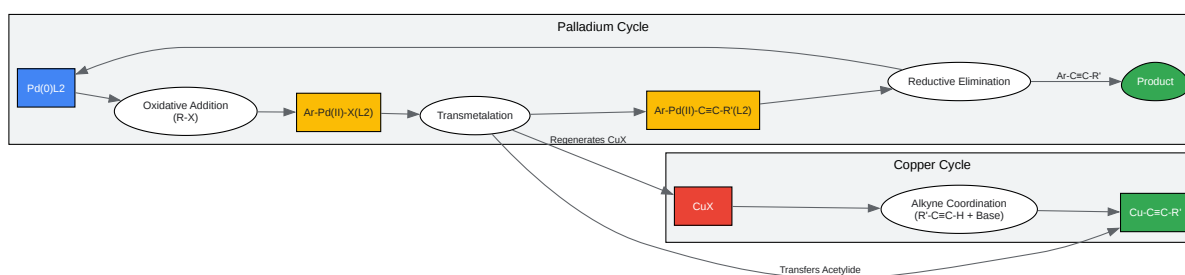 Palladium Cycle
Pd(0)L2
Oxidative Addition
(R-X)
Ar-Pd(II)-X(L2)
Transmetalation
Ar-Pd(II)-C≡C-R'(L2)
Reductive Elimination
Ar-C≡C-R'
Product
Regenerates CuX
Copper Cycle
CuX
Alkyne Coordination
(R'-C≡C-H + Base)
Cu-C≡C-R'
Transfers Acetylide